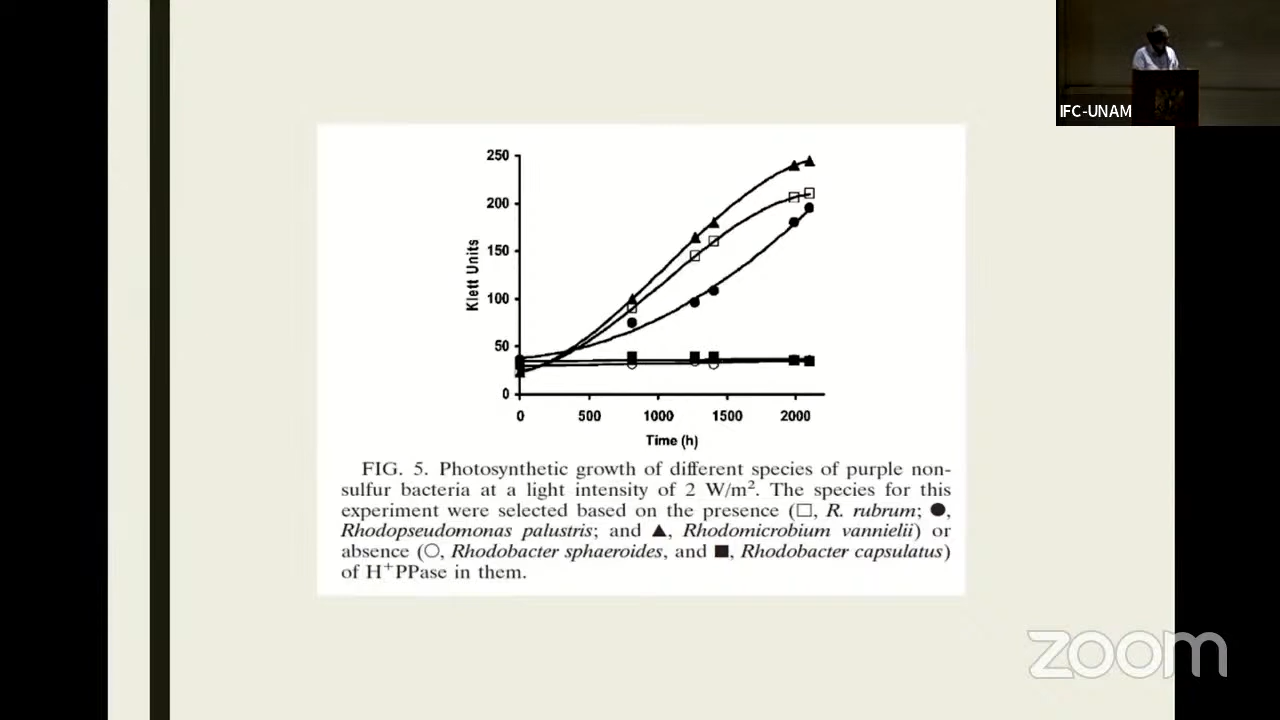 IFC-UNAM
250
200
150
100
50
0
Klett Units
0 500 1000 1500 2000
Time (h)
FIG. 5. Photosynthetic growth of different species of purple non-
sulfur bacteria at a light intensity of 2 W/m². The species for this
experiment were selected based on the presence (□, R. rubrum; ●,
Rhodopseudomonas palustris; and ▲, Rhodomicrobium vannielii) or
absence (○, Rhodobacter sphaeroides, and ■, Rhodobacter capsulatus)
of H⁺PPase in them.
zoom